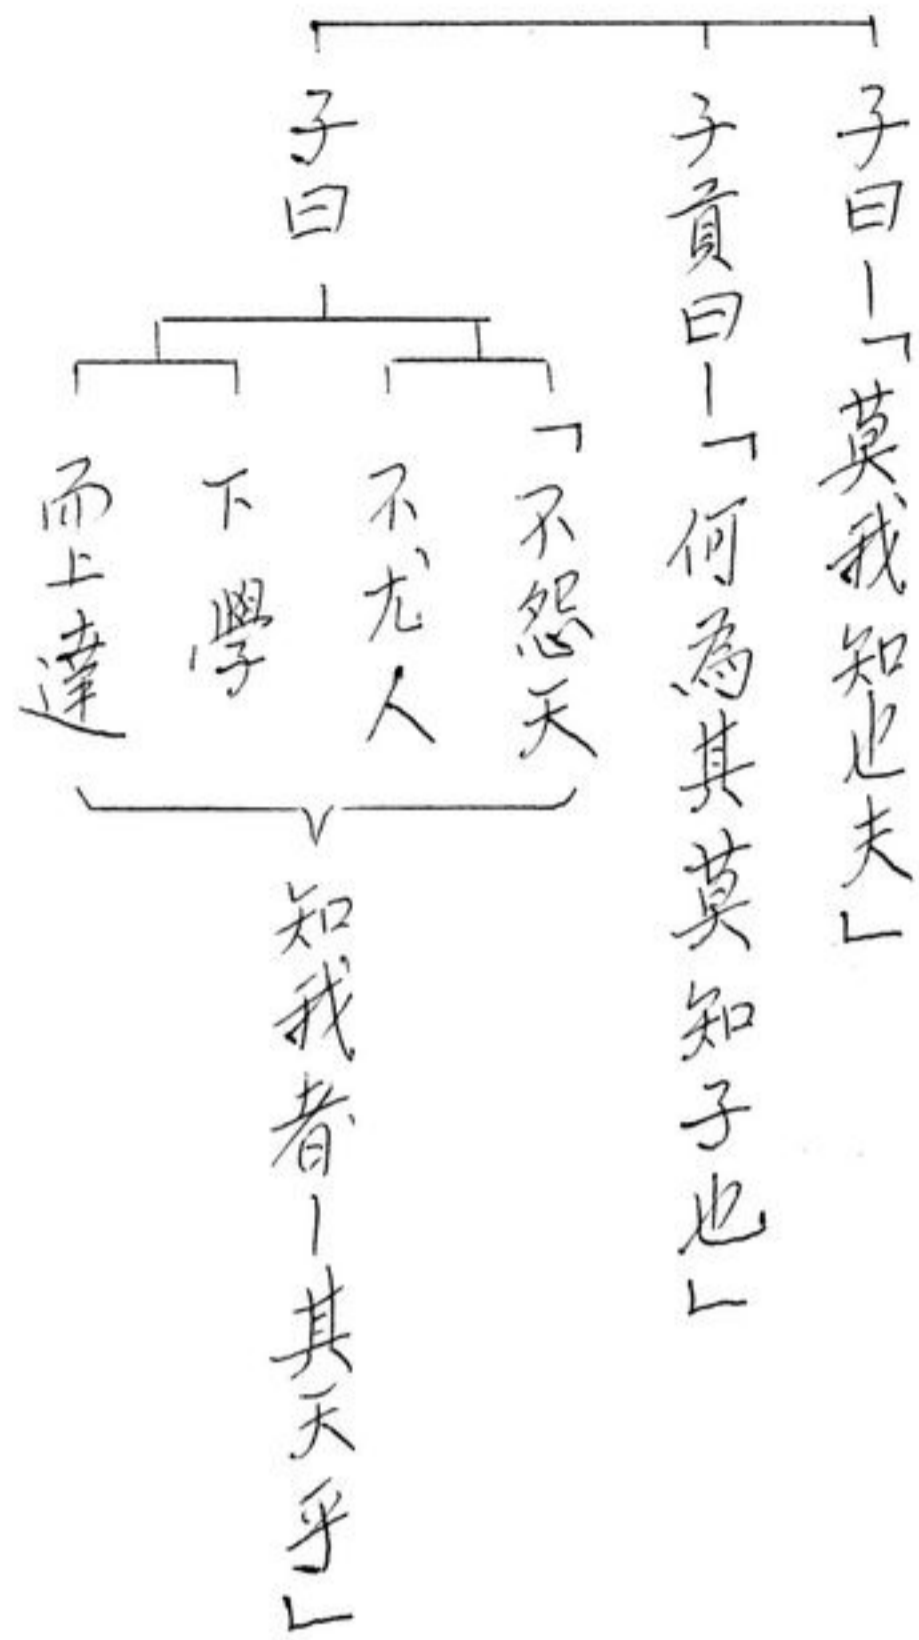 子曰－「莫我知也夫」
子貢曰－「何為其莫知子也」
子曰
「不怨天
不尤人
下學
而上達
知我者－其天乎」